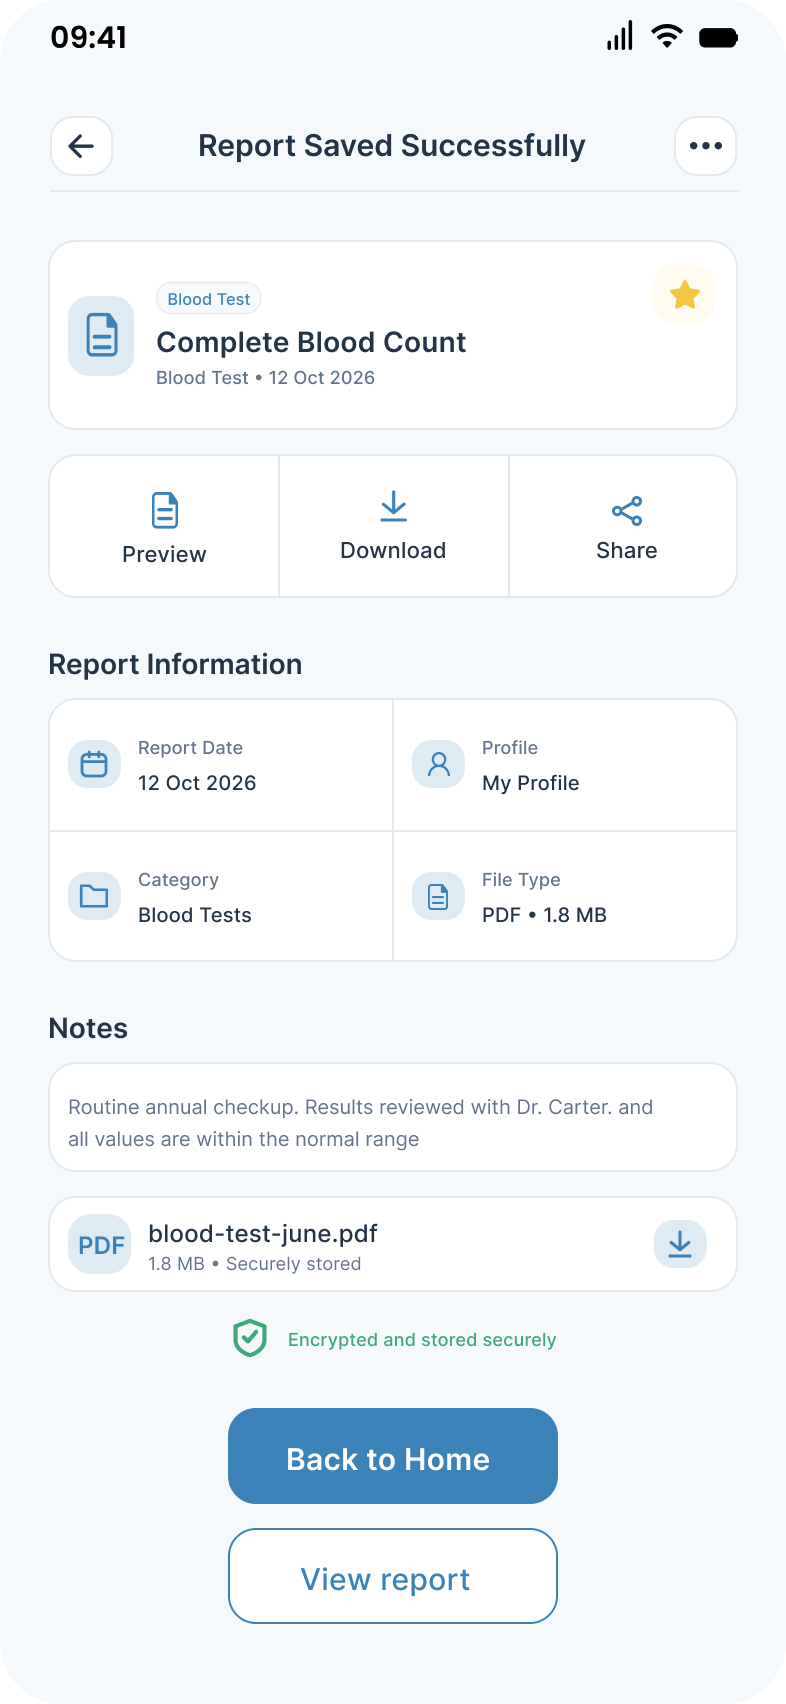 09:41
Report Saved Successfully
Blood Test
Complete Blood Count
Blood Test • 12 Oct 2026
Preview
Download
Share
Report Information
Report Date
12 Oct 2026
Profile
My Profile
Category
Blood Tests
File Type
PDF • 1.8 MB
Notes
Routine annual checkup. Results reviewed with Dr. Carter. and
all values are within the normal range
PDF
blood-test-june.pdf
1.8 MB • Securely stored
Encrypted and stored securely
Back to Home
View report